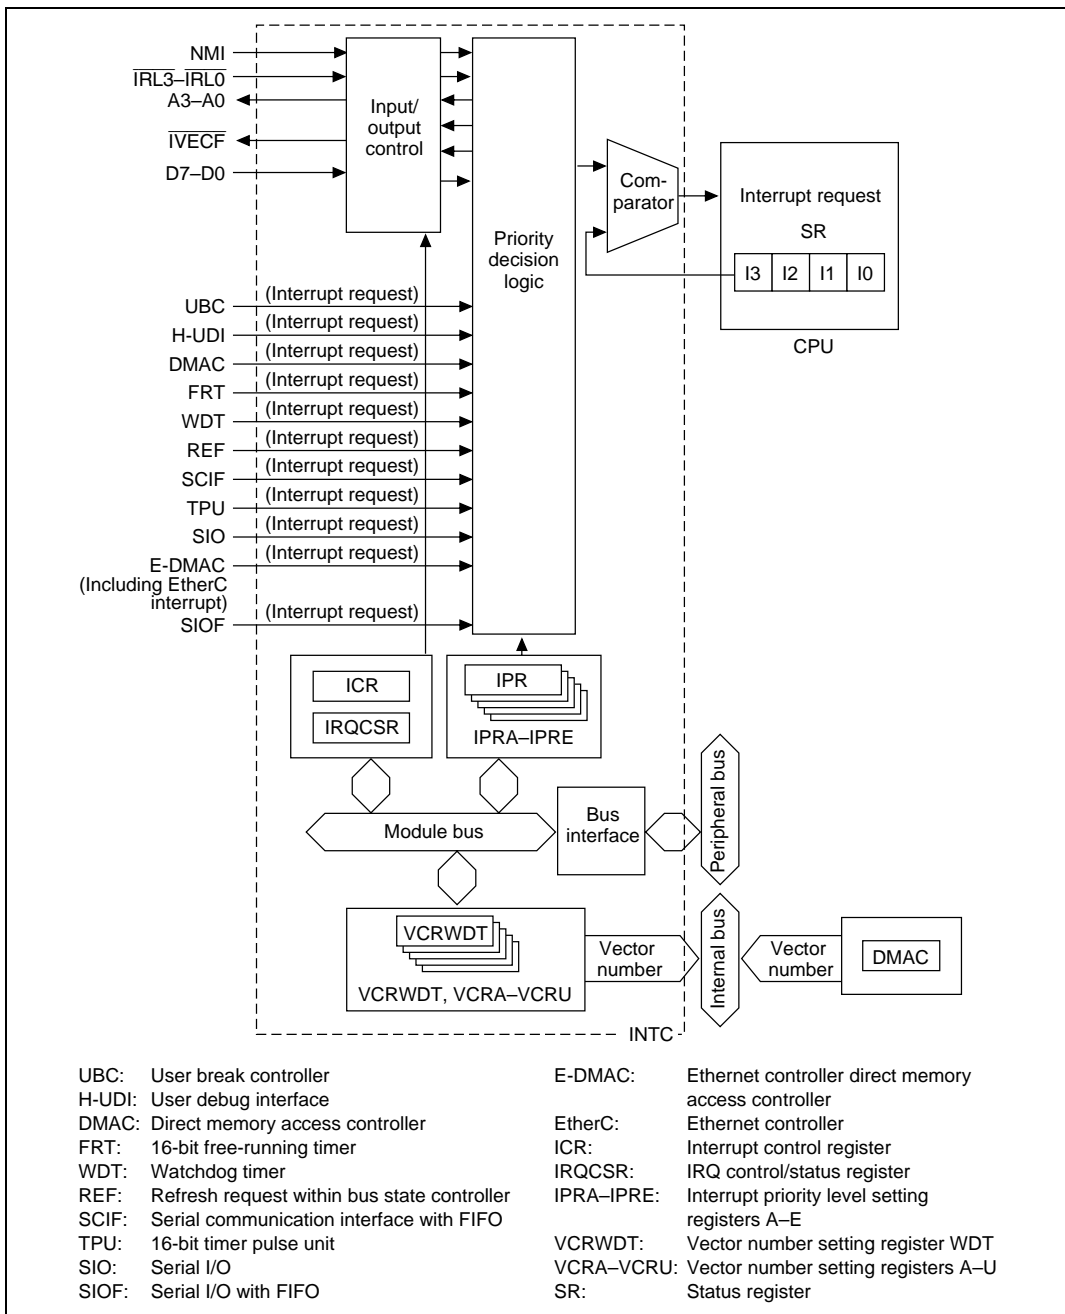 NMI
IRL3–IRL0
A3–A0
IVECF
D7–D0
Input/
output
control
Priority
decision
logic
Com-
parator
Interrupt request
SR
I3 I2 I1 I0
CPU
UBC (Interrupt request)
H-UDI (Interrupt request)
DMAC (Interrupt request)
FRT (Interrupt request)
WDT (Interrupt request)
REF (Interrupt request)
SCIF (Interrupt request)
TPU (Interrupt request)
SIO (Interrupt request)
E-DMAC (Interrupt request)
(Including EtherC
interrupt)
SIOF (Interrupt request)
ICR
IRQCSR
IPR
IPRA–IPRE
Module bus
Bus
interface
Peripheral bus
VCRWDT
VCRWDT, VCRA–VCRU
Vector
number
Internal bus
Vector
number
DMAC
INTC
UBC: User break controller
H-UDI: User debug interface
DMAC: Direct memory access controller
FRT: 16-bit free-running timer
WDT: Watchdog timer
REF: Refresh request within bus state controller
SCIF: Serial communication interface with FIFO
TPU: 16-bit timer pulse unit
SIO: Serial I/O
SIOF: Serial I/O with FIFO
E-DMAC: Ethernet controller direct memory
access controller
EtherC: Ethernet controller
ICR: Interrupt control register
IRQCSR: IRQ control/status register
IPRA–IPRE: Interrupt priority level setting
registers A–E
VCRWDT: Vector number setting register WDT
VCRA–VCRU: Vector number setting registers A–U
SR: Status register